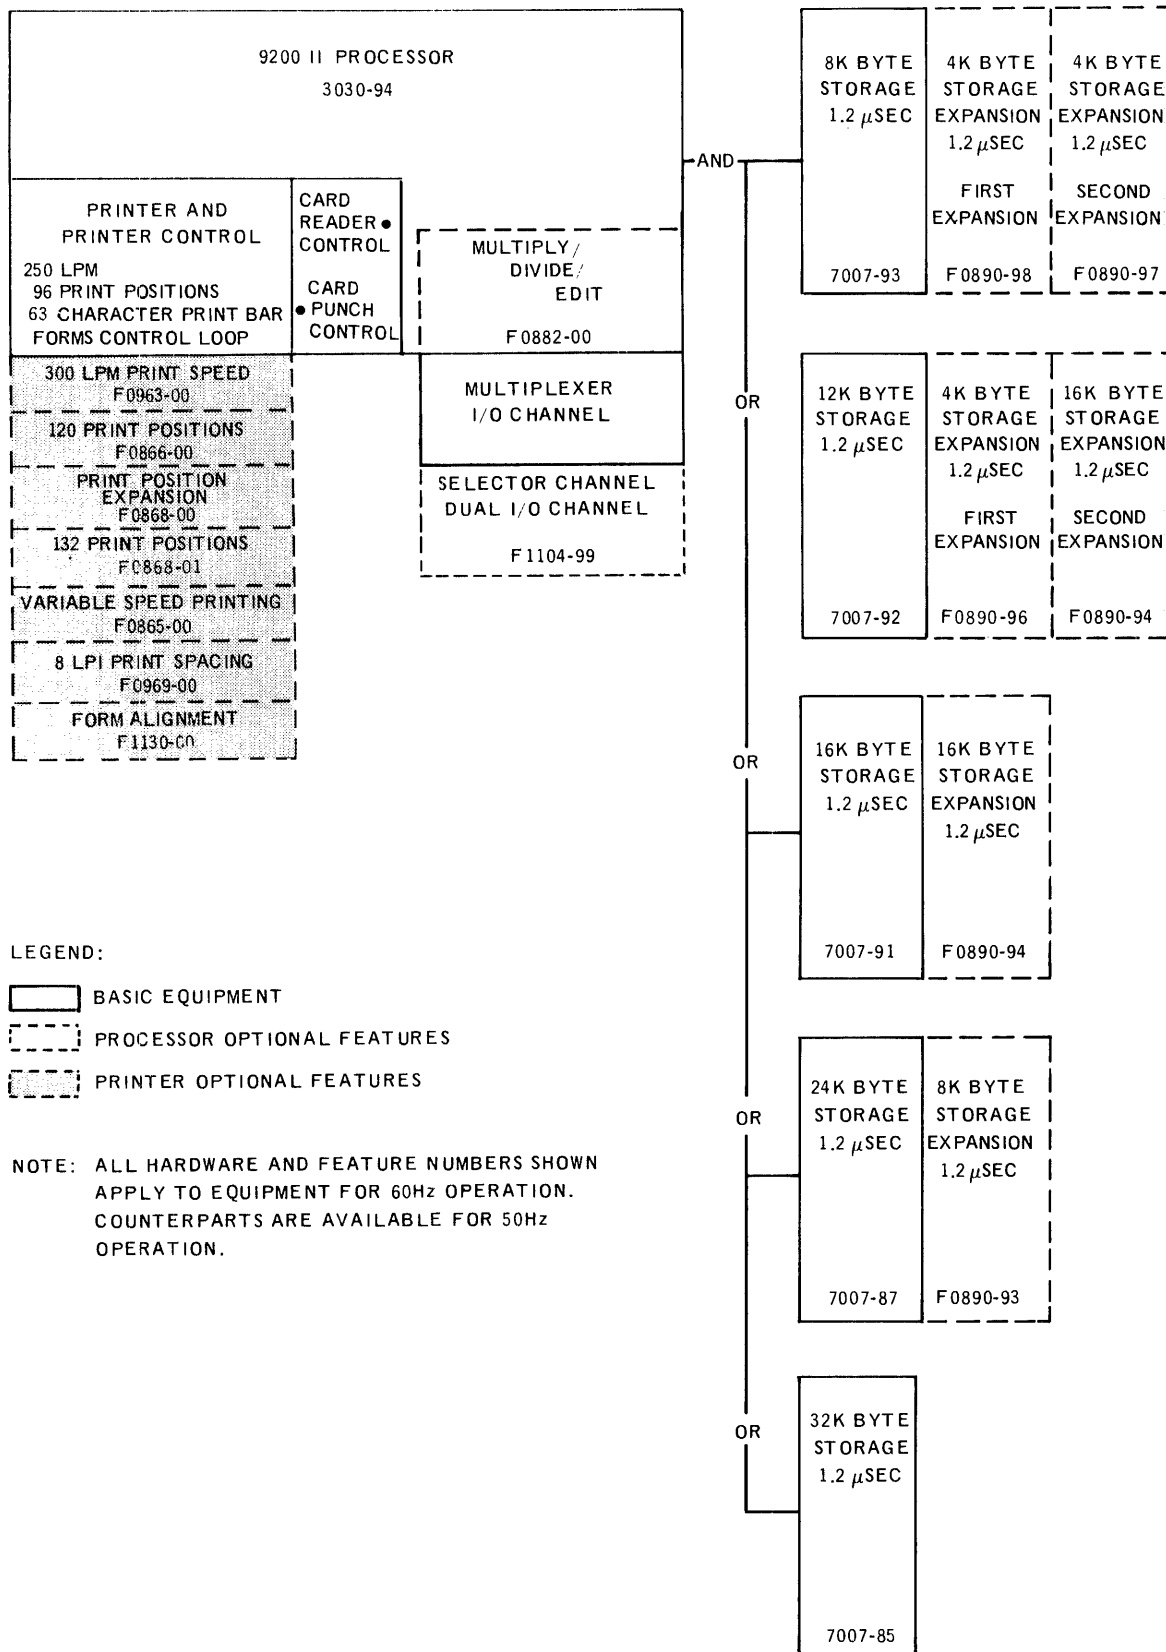 9200 II PROCESSOR
3030-94
PRINTER AND
PRINTER CONTROL
250 LPM
96 PRINT POSITIONS
63 CHARACTER PRINT BAR
FORMS CONTROL LOOP
CARD
READER ●
CONTROL
CARD
● PUNCH
CONTROL
MULTIPLY/
DIVIDE/
EDIT
F0882-00
MULTIPLEXER
I/O CHANNEL
SELECTOR CHANNEL
DUAL I/O CHANNEL
F1104-99
300 LPM PRINT SPEED
F0963-00
120 PRINT POSITIONS
F0866-00
PRINT POSITION
EXPANSION
F0868-00
132 PRINT POSITIONS
F0868-01
VARIABLE SPEED PRINTING
F0865-00
8 LPI PRINT SPACING
F0969-00
FORM ALIGNMENT
F1130-00
AND
8K BYTE
STORAGE
1.2 μSEC
7007-93
4K BYTE
STORAGE
EXPANSION
1.2 μSEC
FIRST
EXPANSION
F0890-98
4K BYTE
STORAGE
EXPANSION
1.2 μSEC
SECOND
EXPANSION
F0890-97
OR
12K BYTE
STORAGE
1.2 μSEC
7007-92
4K BYTE
STORAGE
EXPANSION
1.2 μSEC
FIRST
EXPANSION
F0890-96
16K BYTE
STORAGE
EXPANSION
1.2 μSEC
SECOND
EXPANSION
F0890-94
OR
16K BYTE
STORAGE
1.2 μSEC
7007-91
16K BYTE
STORAGE
EXPANSION
1.2 μSEC
F0890-94
OR
24K BYTE
STORAGE
1.2 μSEC
7007-87
8K BYTE
STORAGE
EXPANSION
1.2 μSEC
F0890-93
OR
32K BYTE
STORAGE
1.2 μSEC
7007-85
LEGEND:
BASIC EQUIPMENT
PROCESSOR OPTIONAL FEATURES
PRINTER OPTIONAL FEATURES
NOTE: ALL HARDWARE AND FEATURE NUMBERS SHOWN
APPLY TO EQUIPMENT FOR 60Hz OPERATION.
COUNTERPARTS ARE AVAILABLE FOR 50Hz
OPERATION.